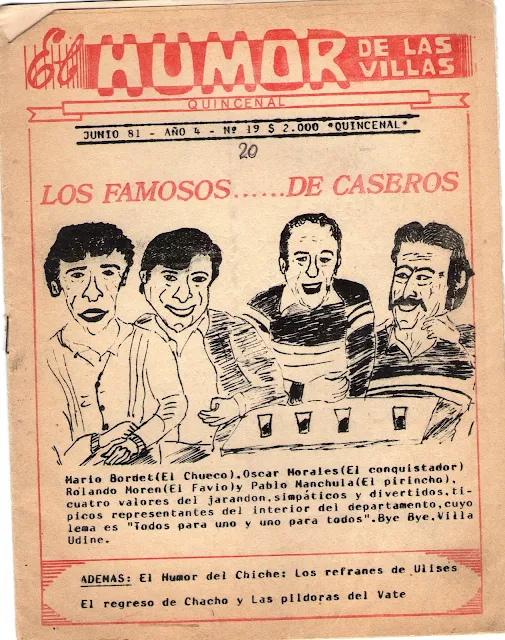 El HUMOR DE LAS VILLAS
QUINCENAL
JUNIO 81 - AÑO 4 - Nº 19 $ 2.000 *QUINCENAL*
20
LOS FAMOSOS......DE CASEROS
Mario Bordet(El Chueco),Oscar Morales(El conquistador)
Rolando Moren(El Favio)y Pablo Manchula(El pirincho),
cuatro valores del jarandon,simpáticos y divertidos,ti-
picos representantes del interior del departamento,cuyo
lema es "Todos para uno y uno para todos".Bye Bye.Villa
Udine.
ADEMAS: El Humor del Chiche: Los refranes de Ulises
El regreso de Chacho y Las pildoras del Vate